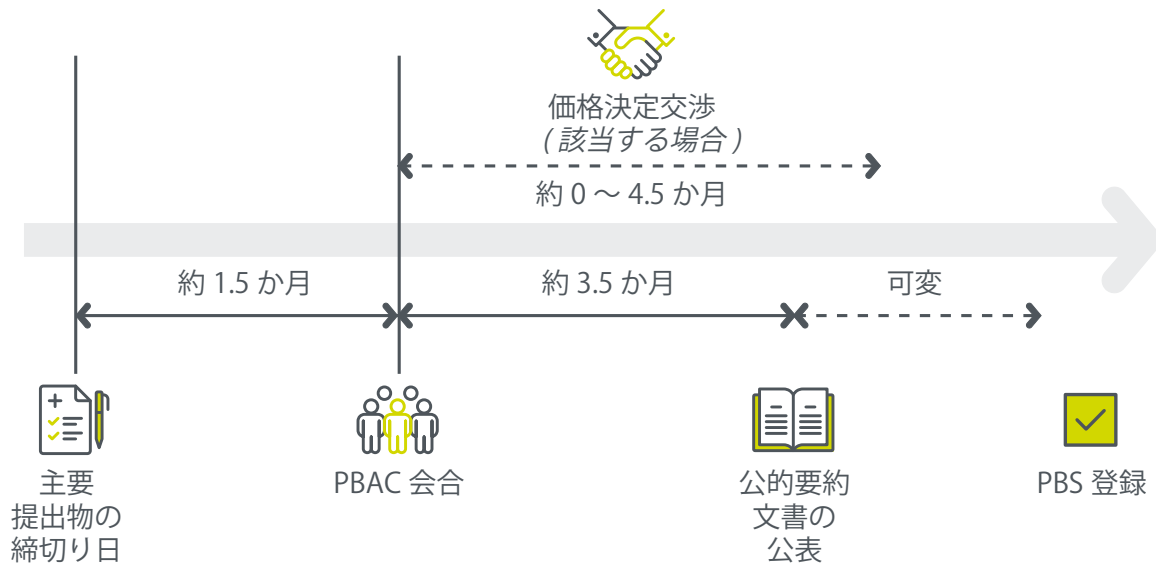 価格決定交渉
( 該当する場合 )
約 0 ～ 4.5 か月
約 1.5 か月
約 3.5 か月
可変
主要
提出物の
締切り日
PBAC 会合
公的要約
文書の
公表
PBS 登録